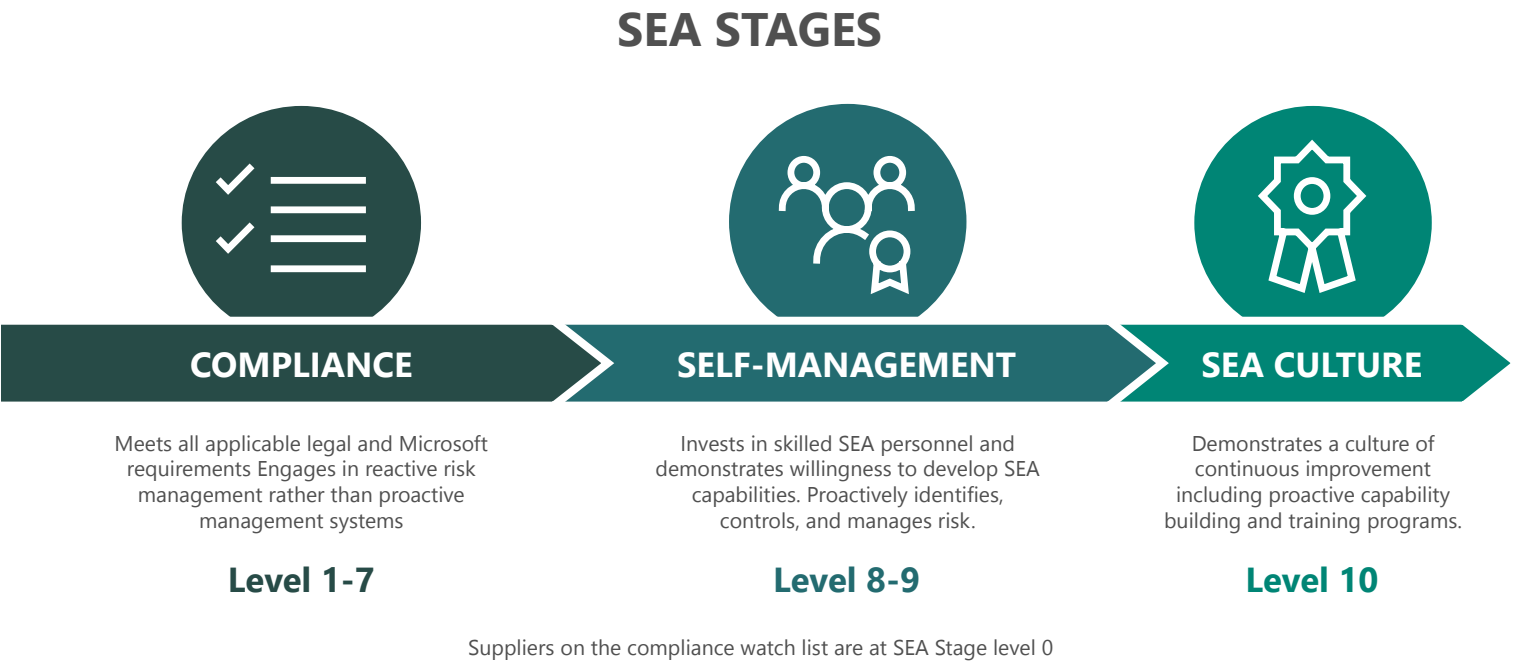 SEA STAGES
COMPLIANCE
Meets all applicable legal and Microsoft
requirements Engages in reactive risk
management rather than proactive
management systems
Level 1-7
SELF-MANAGEMENT
Invests in skilled SEA personnel and
demonstrates willingness to develop SEA
capabilities. Proactively identifies,
controls, and manages risk.
Level 8-9
SEA CULTURE
Demonstrates a culture of
continuous improvement
including proactive capability
building and training programs.
Level 10
Suppliers on the compliance watch list are at SEA Stage level 0